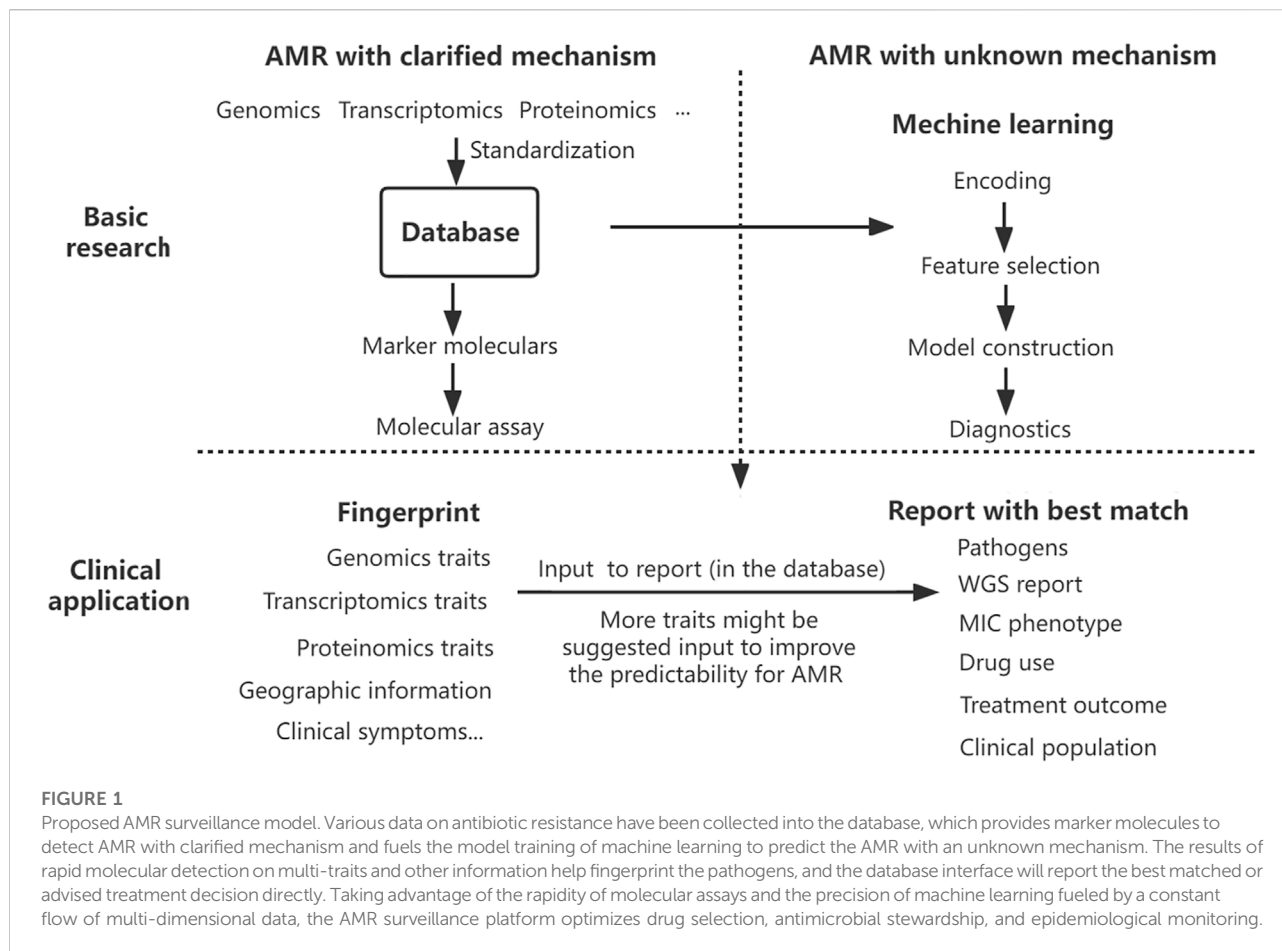 AMR with clarified mechanism
AMR with unknown mechanism
Genomics Transcriptomics Proteinomics ...
Standardization
Database
Marker moleculars
Molecular assay
Mechine learning
Encoding
Feature selection
Model construction
Diagnostics
Basic
research
Clinical
application
Fingerprint
Genomics traits
Transcriptomics traits
Proteinomics traits
Geographic information
Clinical symptoms...
Input to report (in the database)
More traits might be
suggested input to improve
the predictability for AMR
Report with best match
Pathogens
WGS report
MIC phenotype
Drug use
Treatment outcome
Clinical population
FIGURE 1
Proposed AMR surveillance model. Various data on antibiotic resistance have been collected into the database, which provides marker molecules to
detect AMR with clarified mechanism and fuels the model training of machine learning to predict the AMR with an unknown mechanism. The results of
rapid molecular detection on multi-traits and other information help fingerprint the pathogens, and the database interface will report the best matched or
advised treatment decision directly. Taking advantage of the rapidity of molecular assays and the precision of machine learning fueled by a constant
flow of multi-dimensional data, the AMR surveillance platform optimizes drug selection, antimicrobial stewardship, and epidemiological monitoring.